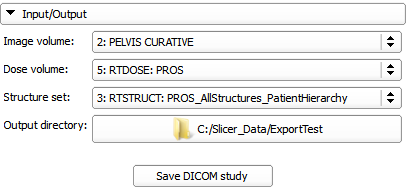 Input/Output
Image volume: 2: PELVIS CURATIVE
Dose volume: 5: RTDOSE: PROS
Structure set: 3: RTSTRUCT: PROS_AllStructures_PatientHierarchy
Output directory: C:/Slicer_Data/ExportTest
Save DICOM study